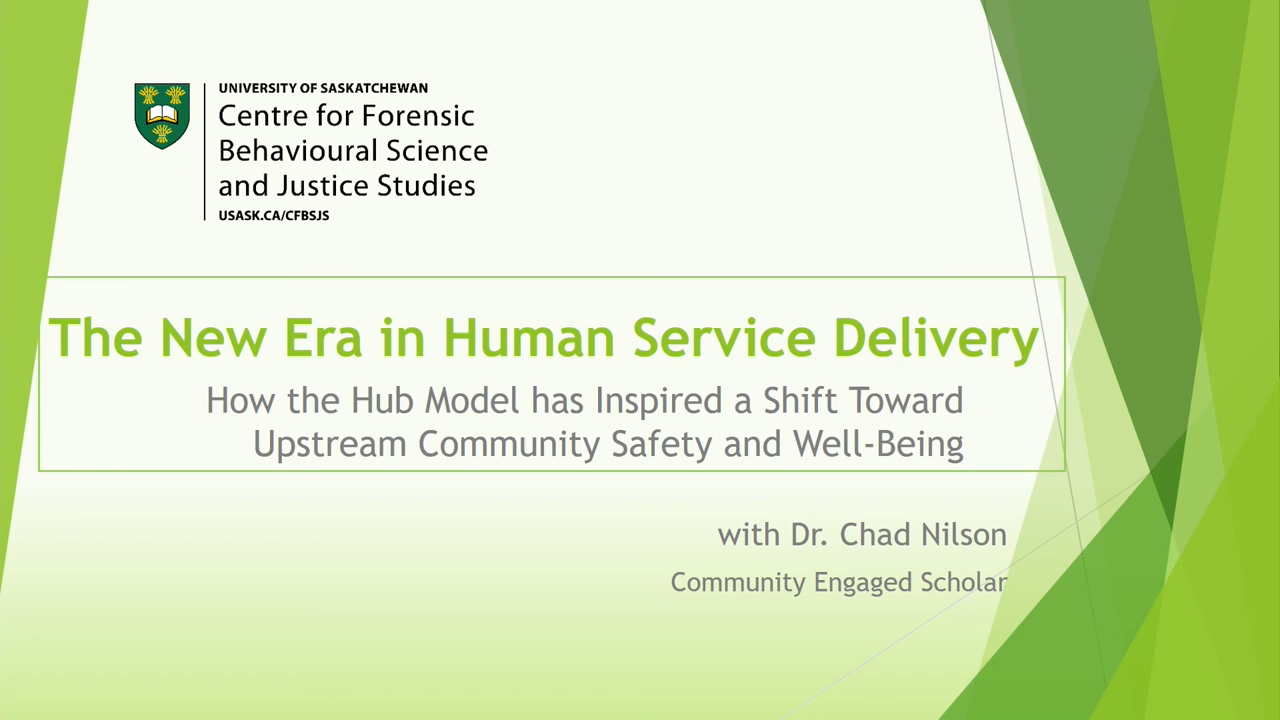 UNIVERSITY OF SASKATCHEWAN
Centre for Forensic
Behavioural Science
and Justice Studies
USASK.CA/CFBSJS
The New Era in Human Service Delivery
How the Hub Model has Inspired a Shift Toward
Upstream Community Safety and Well-Being
with Dr. Chad Nilson
Community Engaged Scholar